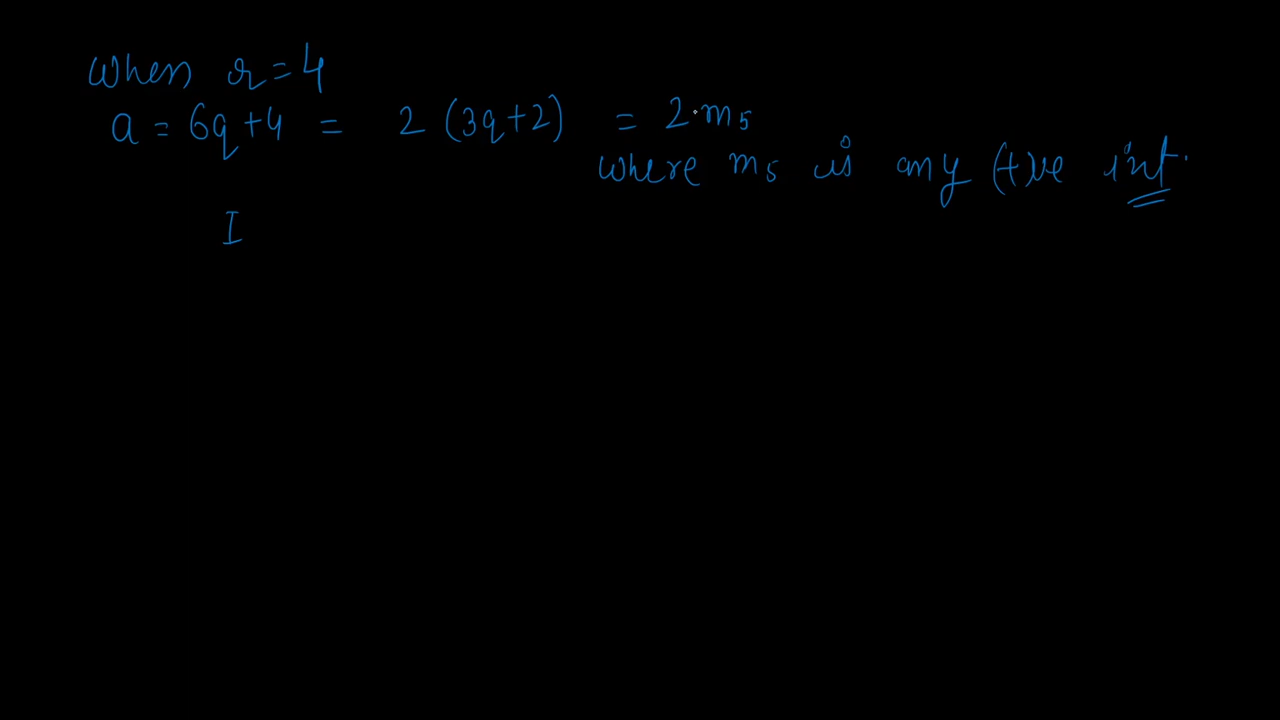 When r=4
a = 6q+4 = 2 (3q+2) = 2·m5
where m5 is any (+)ve int.
I